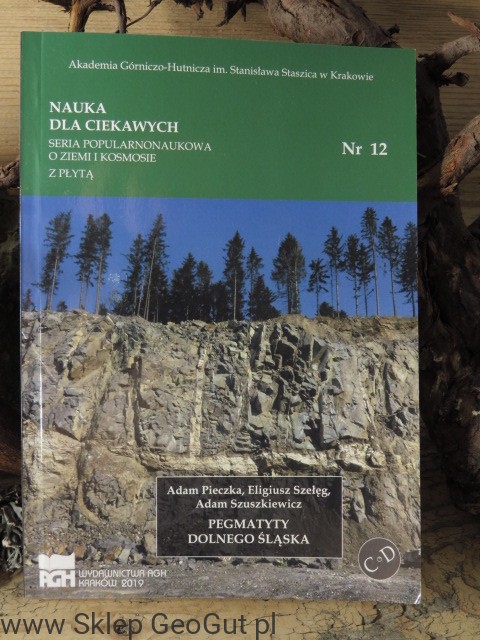 Akademia Górniczo-Hutnicza im. Stanisława Staszica w Krakowie
NAUKA
DLA CIEKAWYCH
SERIA POPULARNONAUKOWA
O ZIEMI I KOSMOSIE
Z PŁYTĄ
Nr 12
Adam Pieczka, Eligiusz Szełęg,
Adam Szuszkiewicz
PEGMATYTY
DOLNEGO ŚLĄSKA
CD
AGH
WYDAWNICTWA AGH
KRAKÓW 2019
www.Sklep GeoGut.pl